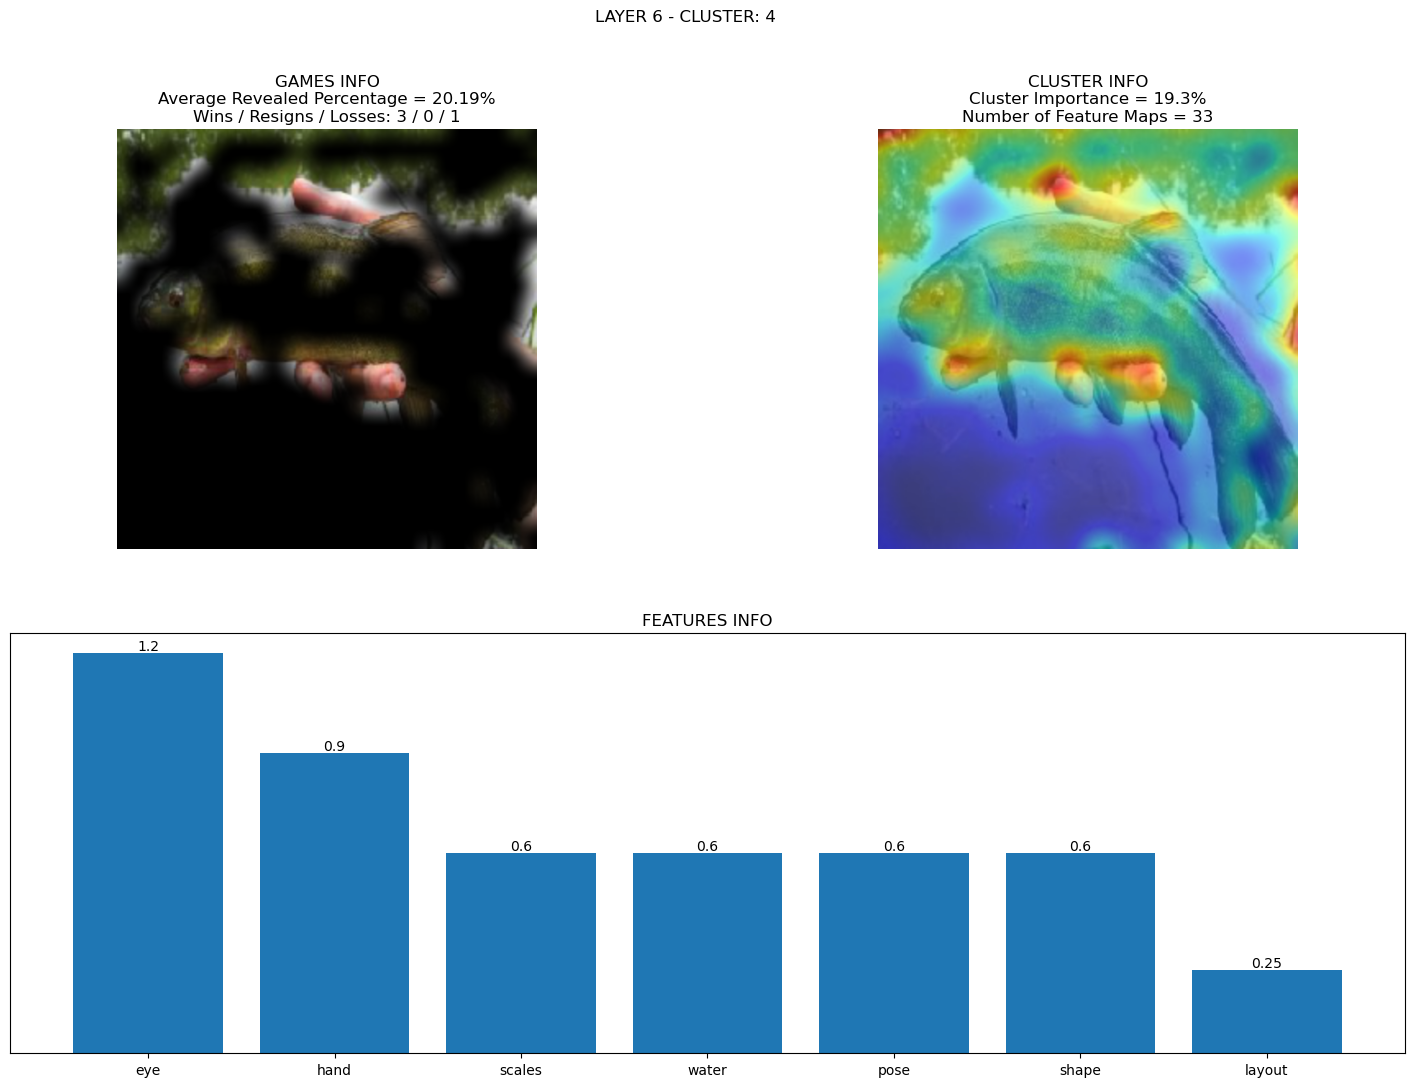 LAYER 6 - CLUSTER: 4
GAMES INFO
Average Revealed Percentage = 20.19%
Wins / Resigns / Losses: 3 / 0 / 1
CLUSTER INFO
Cluster Importance = 19.3%
Number of Feature Maps = 33
FEATURES INFO
1.2
0.9
0.6
0.6
0.6
0.6
0.25
eye
hand
scales
water
pose
shape
layout